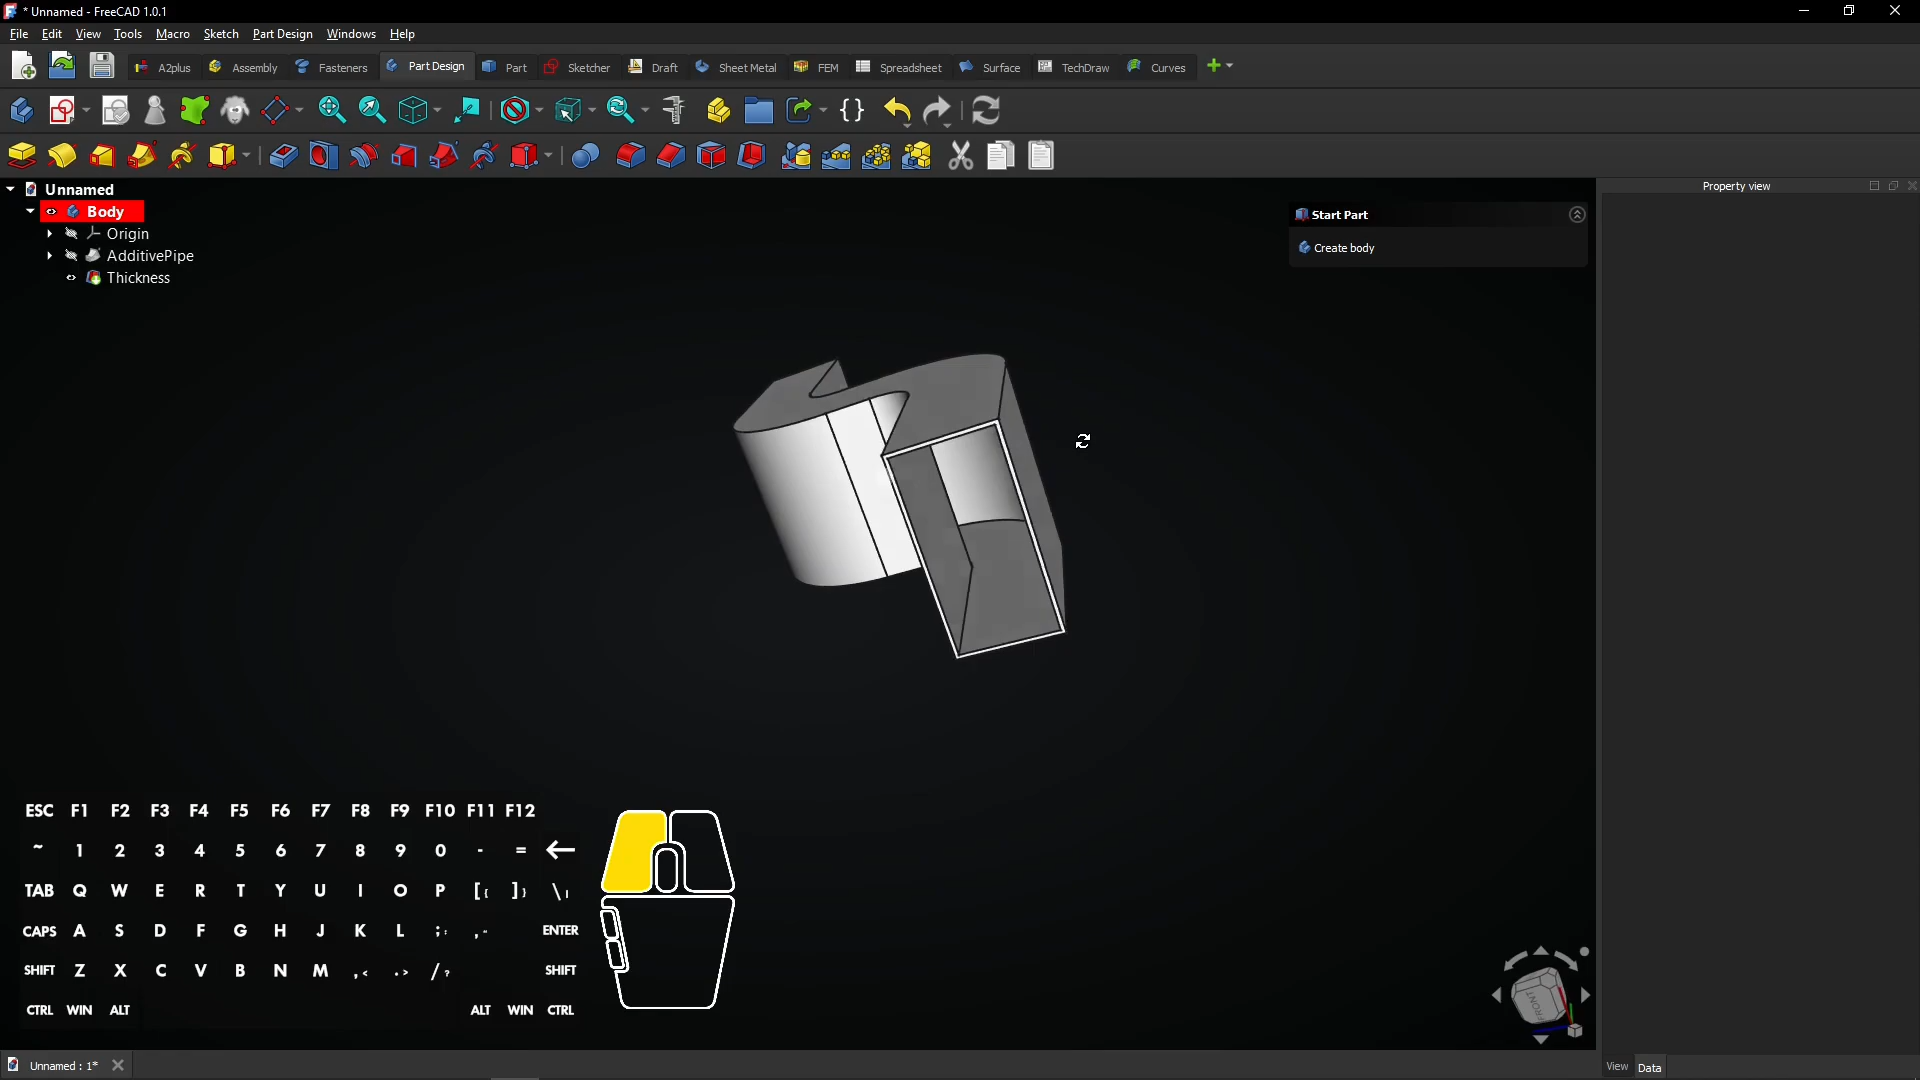 * Unnamed - FreeCAD 1.0.1
File Edit View Tools Macro Sketch Part Design Windows Help
A2plus Assembly Fasteners Part Design Part Sketcher Draft Sheet Metal FEM Spreadsheet Surface TechDraw Curves
Unnamed
Body
Origin
AdditivePipe
Thickness
Property view
Start Part
Create body
ESC F1 F2 F3 F4 F5 F6 F7 F8 F9 F10 F11 F12
~ 1 2 3 4 5 6 7 8 9 0 - =
TAB Q W E R T Y U I O P [{ ]} \|
CAPS A S D F G H J K L ;: ," ENTER
SHIFT Z X C V B N M ,< .> /? SHIFT
CTRL WIN ALT ALT WIN CTRL
FRONT
Unnamed : 1*
View Data